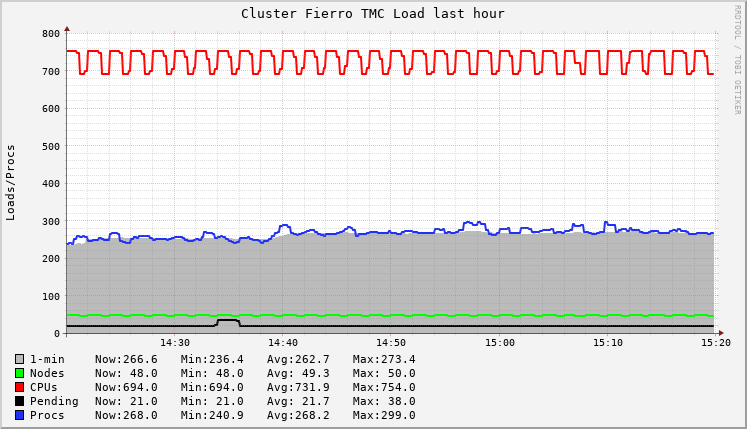 Cluster Fierro TMC Load last hour
RRDTOOL / TOBI OETIKER
Loads/Procs
800
700
600
500
400
300
200
100
0
14:30 14:40 14:50 15:00 15:10 15:20
1-min Now:266.6 Min:236.4 Avg:262.7 Max:273.4
Nodes Now: 48.0 Min: 48.0 Avg: 49.3 Max: 50.0
CPUs Now:694.0 Min:694.0 Avg:731.9 Max:754.0
Pending Now: 21.0 Min: 21.0 Avg: 21.7 Max: 38.0
Procs Now:268.0 Min:240.9 Avg:268.2 Max:299.0